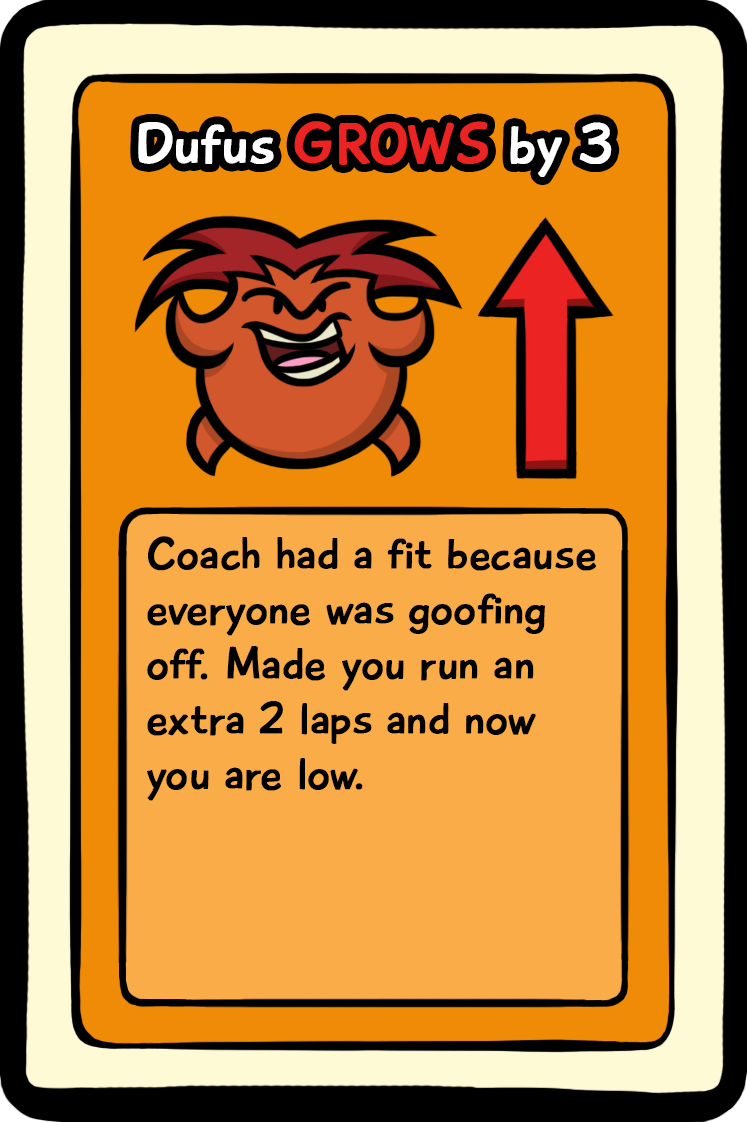 Dufus GROWS by 3
Coach had a fit because
everyone was goofing
off. Made you run an
extra 2 laps and now
you are low.